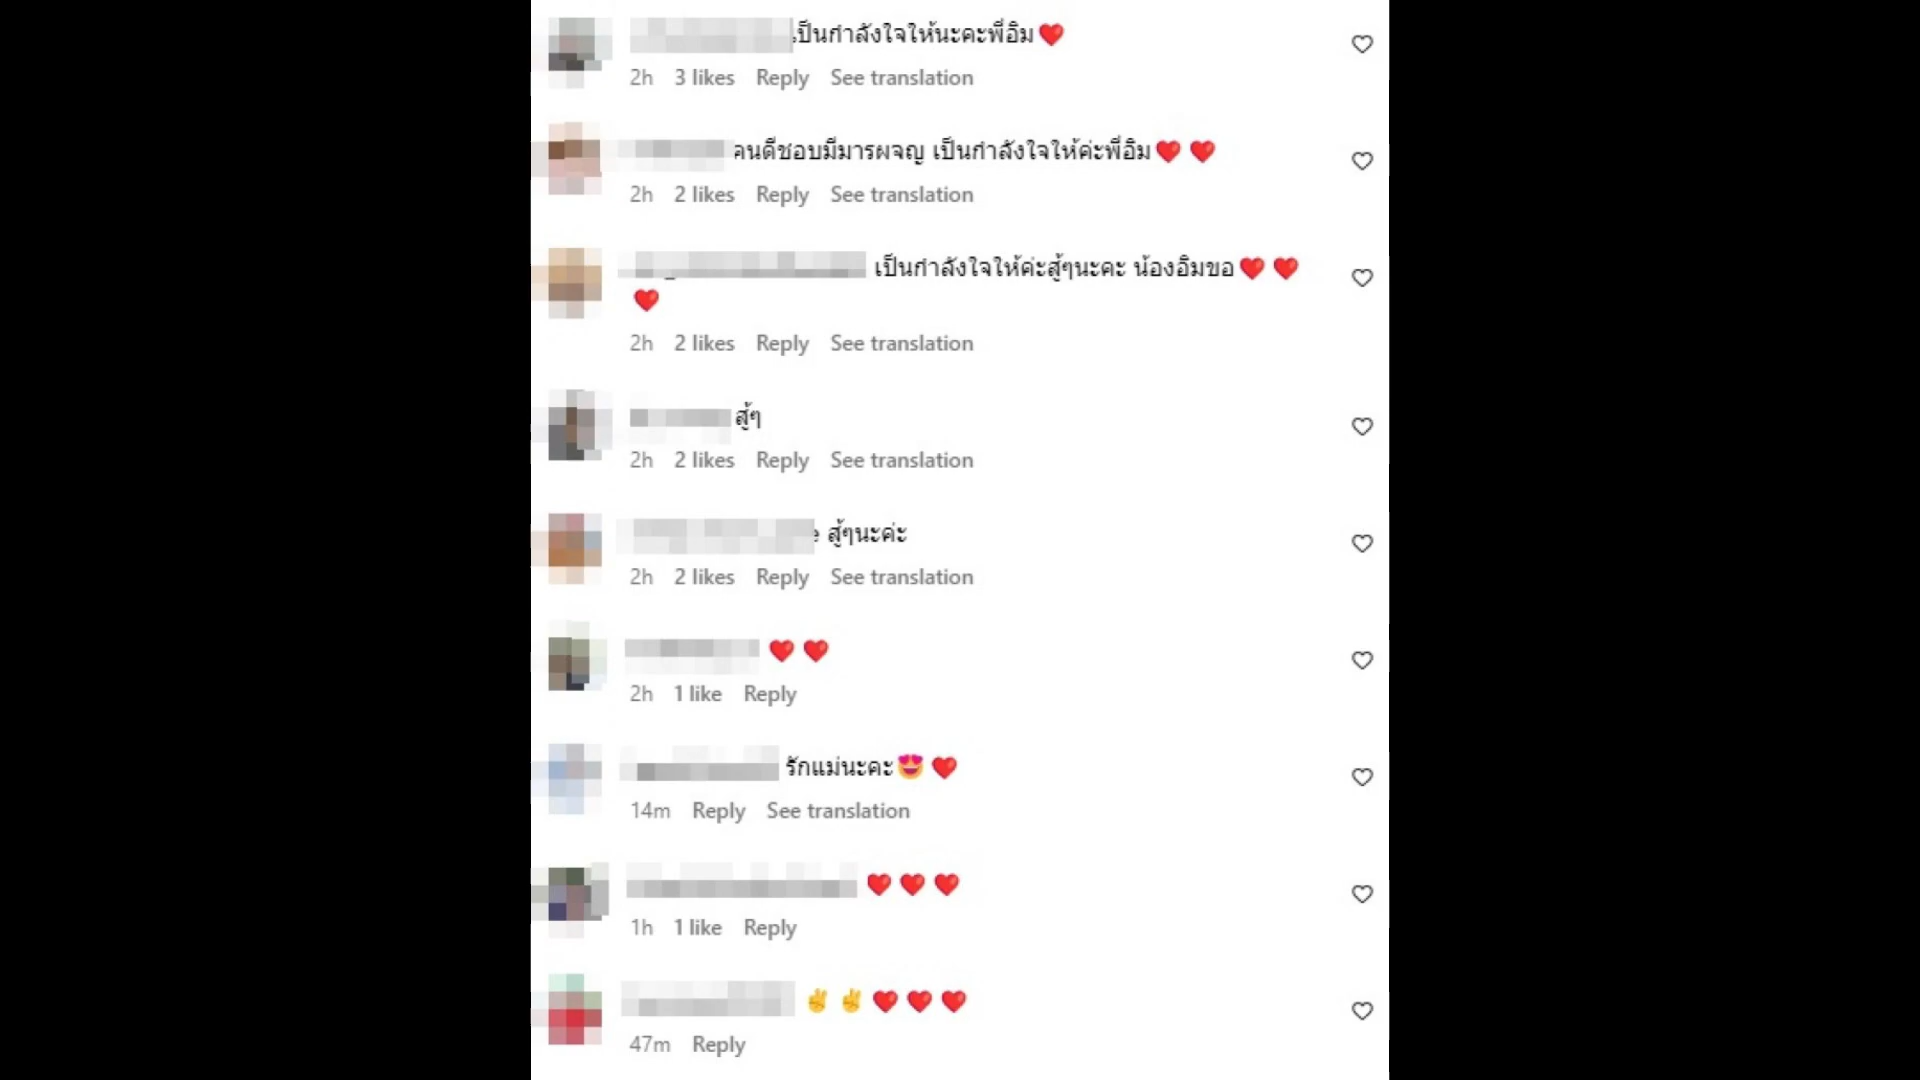 เป็นกำลังใจให้นะคะพี่อิม❤️
2h 3 likes Reply See translation
คนดีชอบมีมารผจญ เป็นกำลังใจให้ค่ะพี่อิม❤️❤️
2h 2 likes Reply See translation
เป็นกำลังใจให้ค่ะสู้ๆนะคะ น้องอิมขอ❤️❤️
❤️
2h 2 likes Reply See translation
สู้ๆ
2h 2 likes Reply See translation
สู้ๆนะค่ะ
2h 2 likes Reply See translation
❤️❤️
2h 1 like Reply
รักแม่นะคะ😍❤️
14m Reply See translation
❤️❤️❤️
1h 1 like Reply
✌️✌️❤️❤️❤️
47m Reply